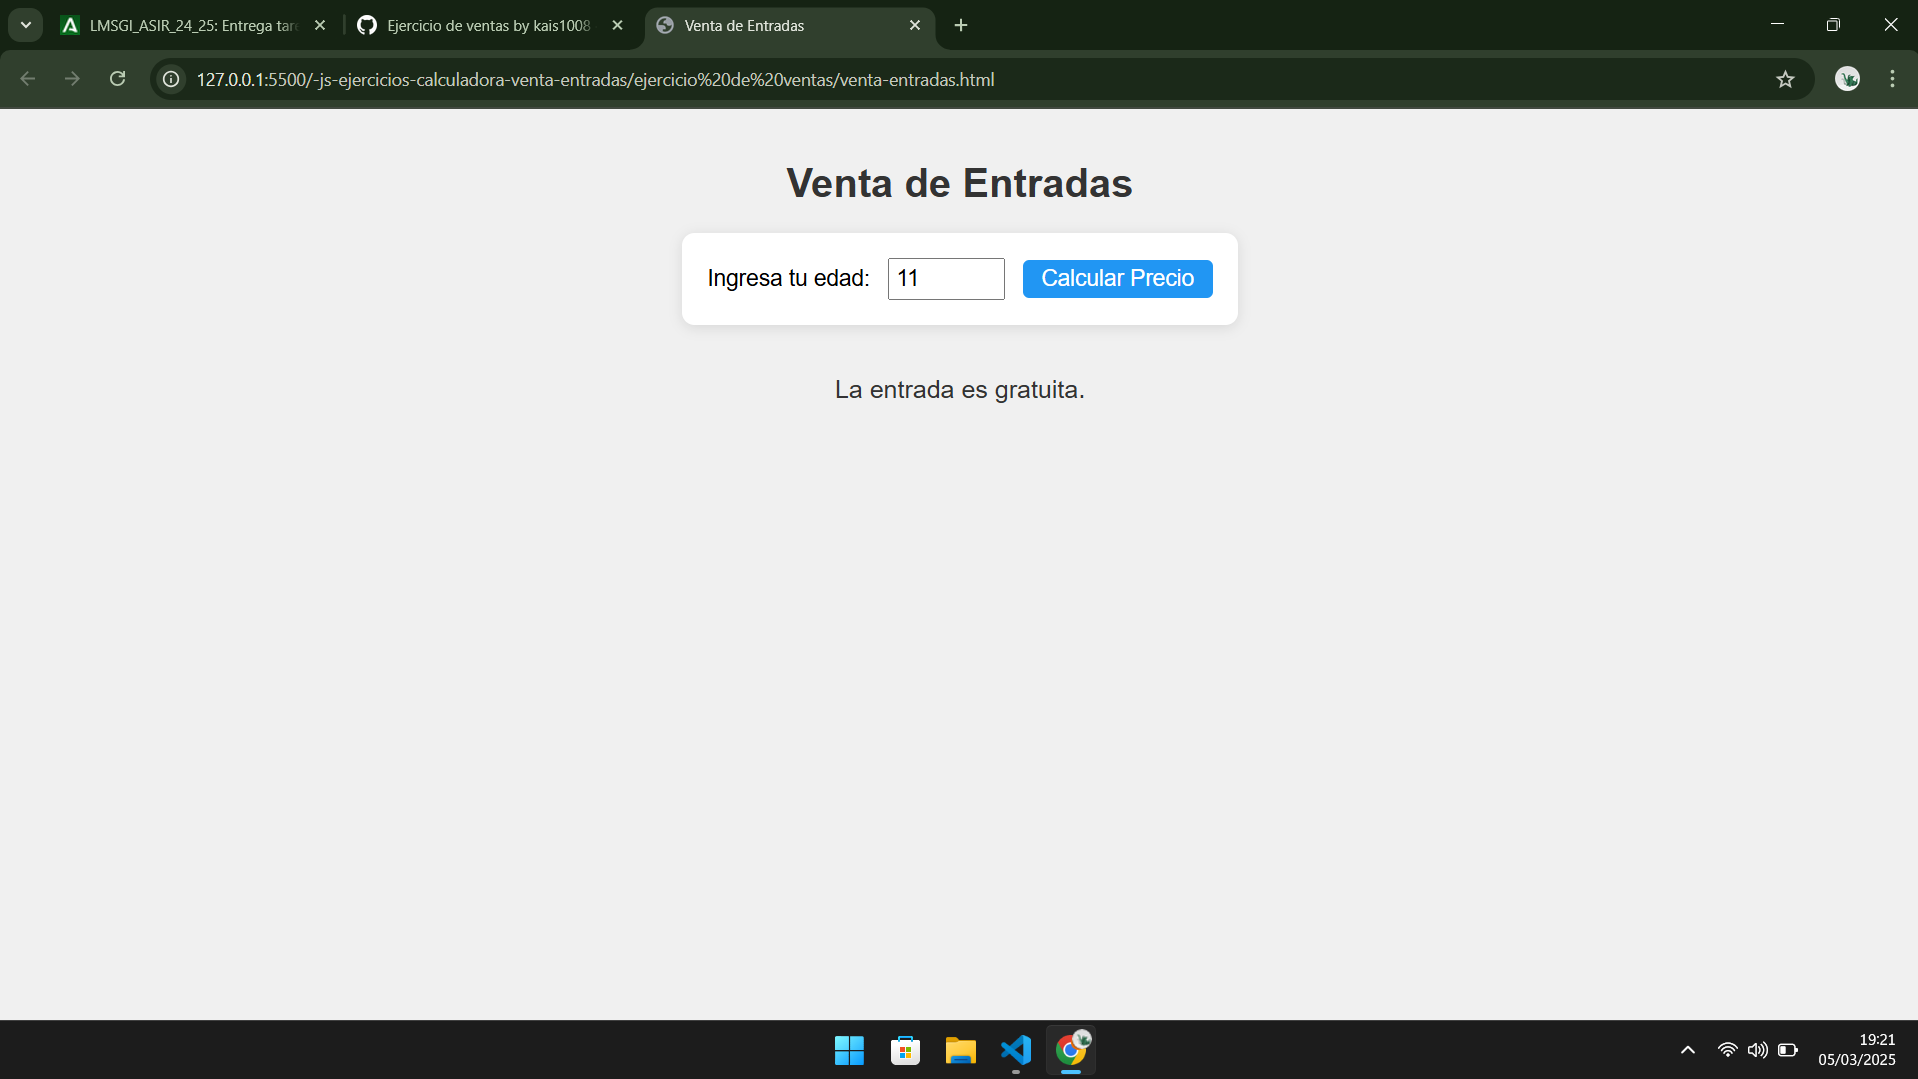 LMSGI_ASIR_24_25: Entrega tar
Ejercicio de ventas by kais1008
Venta de Entradas
127.0.0.1:5500/-js-ejercicios-calculadora-venta-entradas/ejercicio%20de%20ventas/venta-entradas.html
Venta de Entradas
Ingresa tu edad:
11
Calcular Precio
La entrada es gratuita.
19:21
05/03/2025